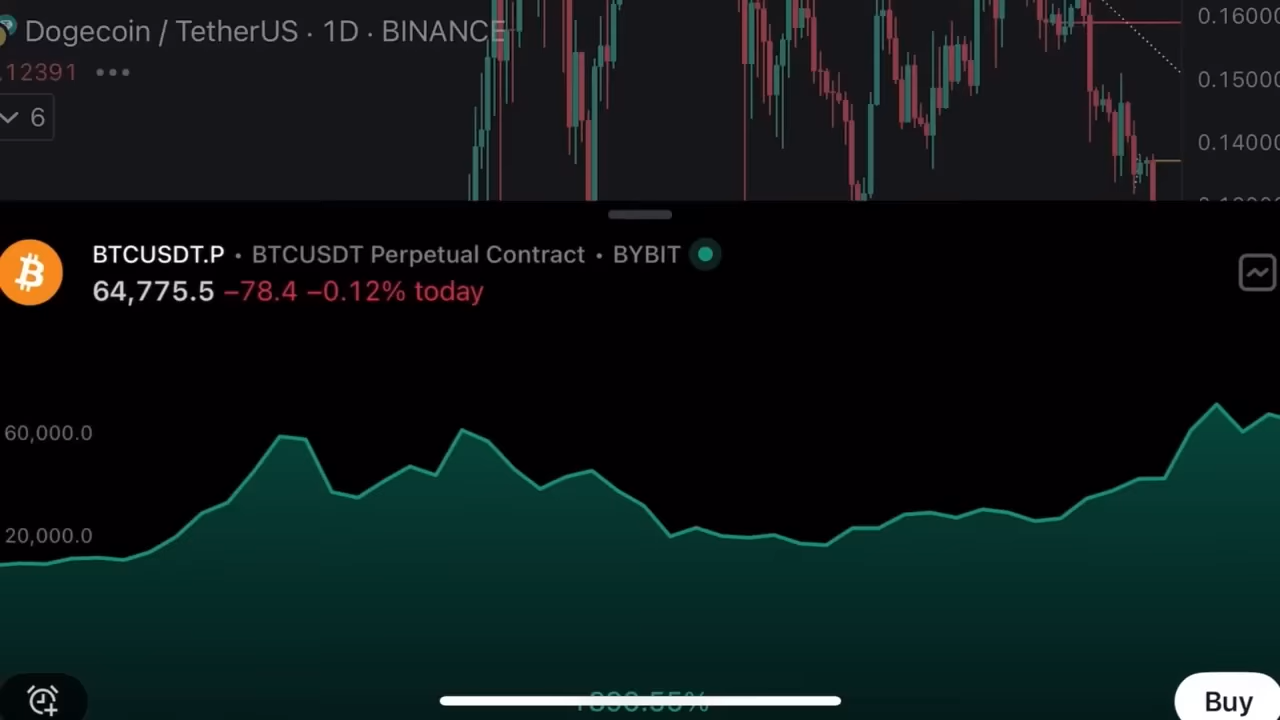 Dogecoin / TetherUS · 1D · BINANCE
.12391
6
0.16000
0.15000
0.14000
BTCUSDT.P · BTCUSDT Perpetual Contract · BYBIT
64,775.5 −78.4 −0.12% today
60,000.0
20,000.0
Buy